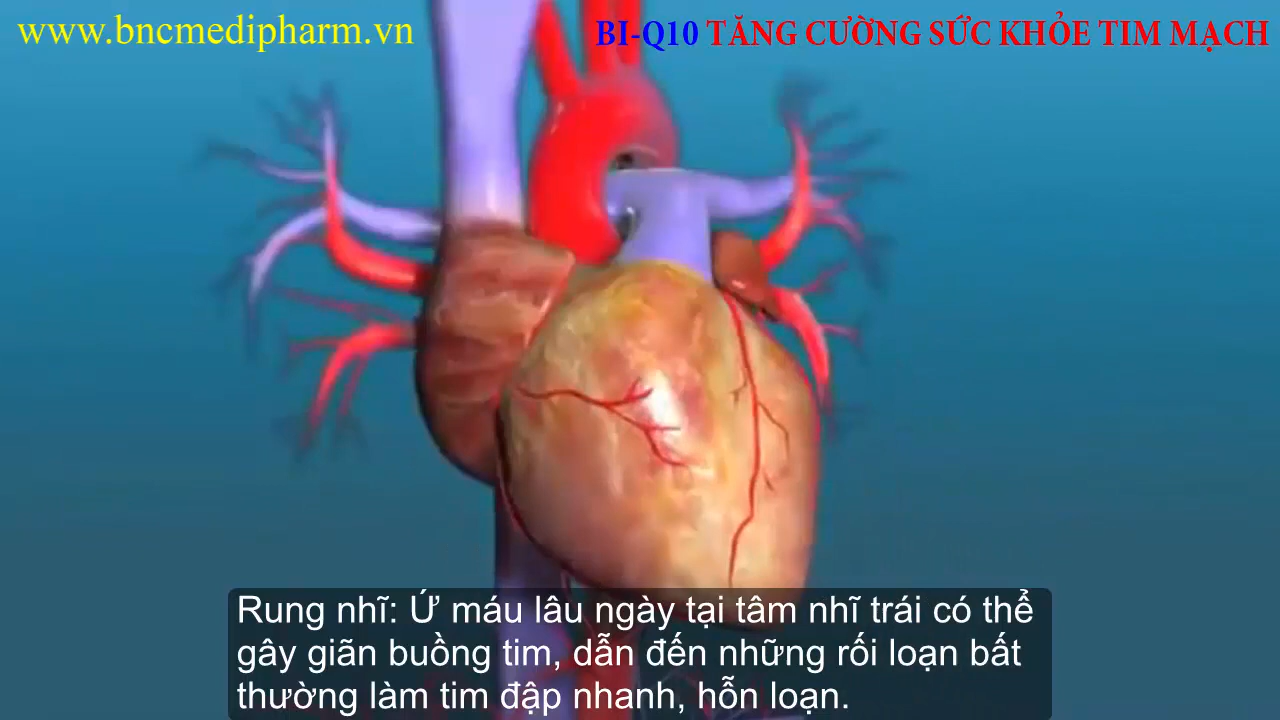 www.bncmedipharm.vn
BI-Q10 TĂNG CƯỜNG SỨC KHỎE TIM MẠCH
Rung nhĩ: Ứ máu lâu ngày tại tâm nhĩ trái có thể
gây giãn buồng tim, dẫn đến những rối loạn bất
thường làm tim đập nhanh, hỗn loạn.